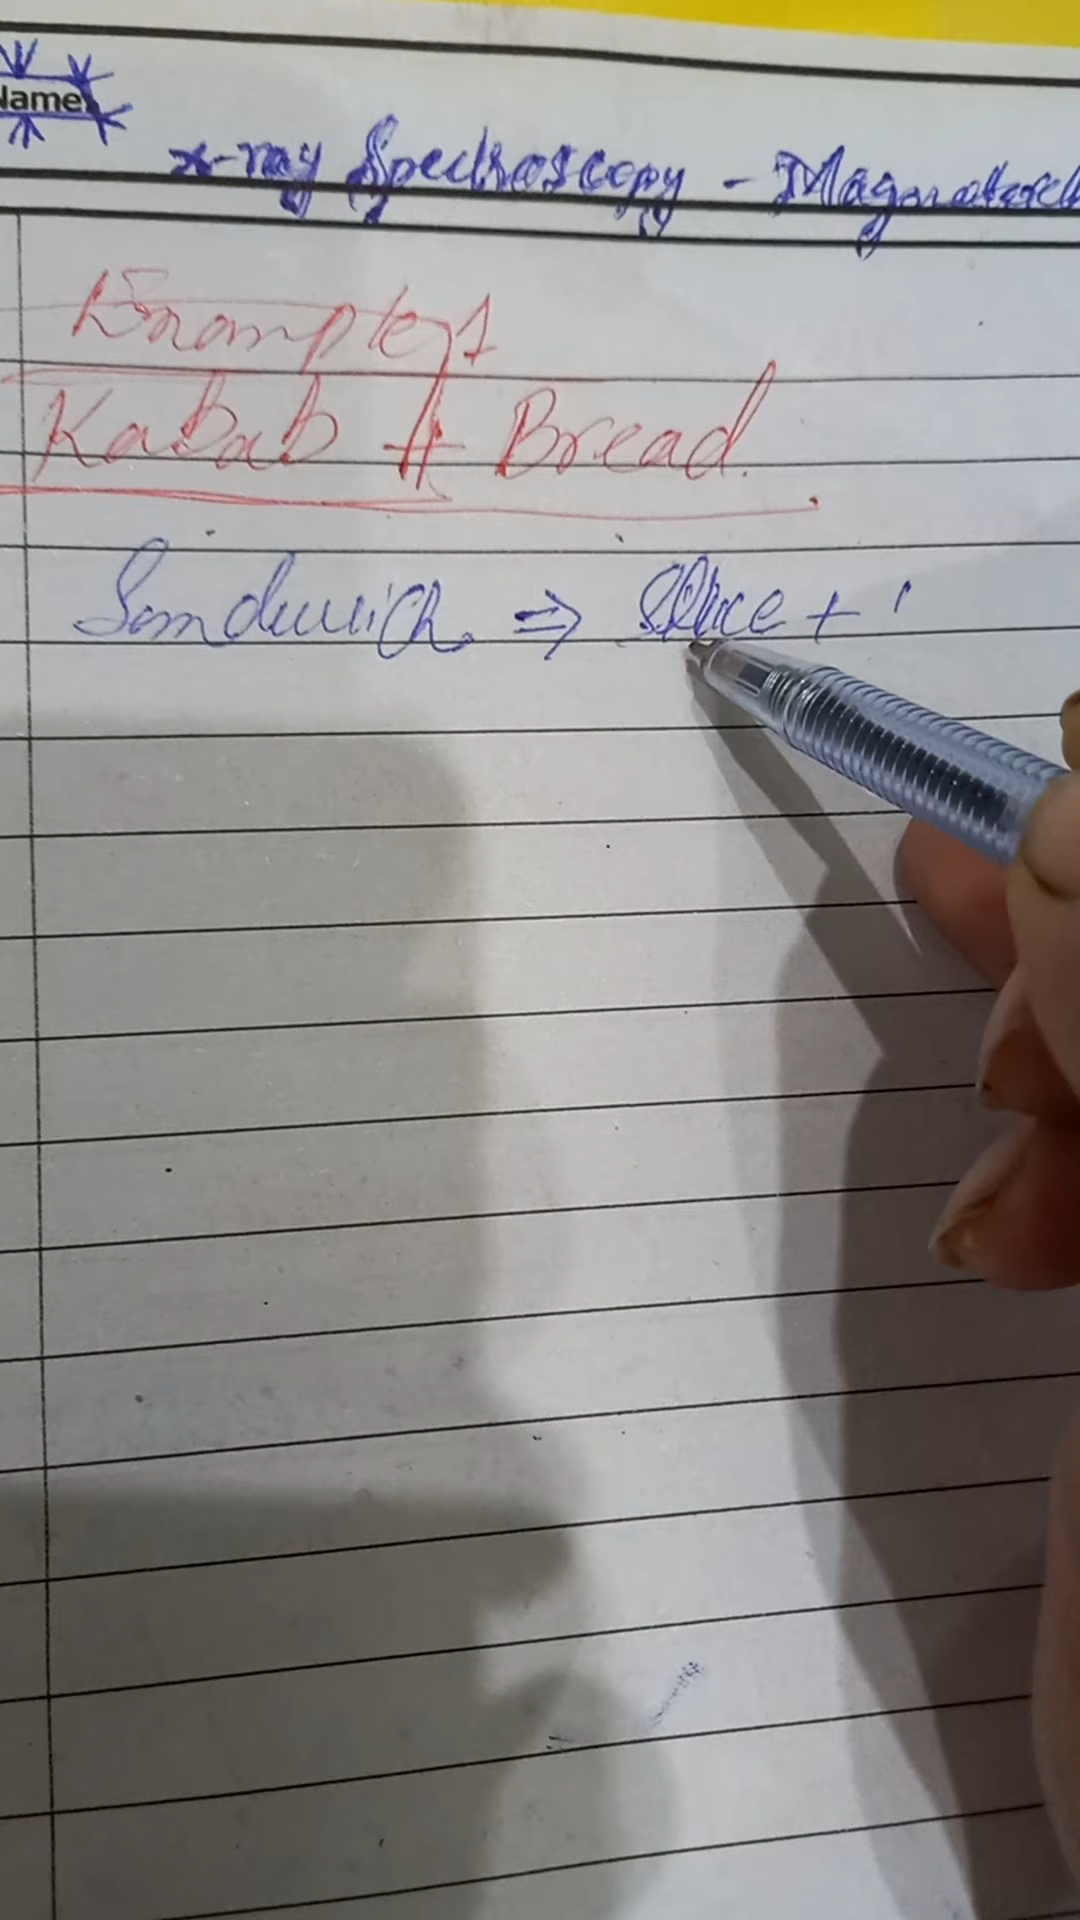 Name
x-ray Spectroscopy -
Example 1
Kabab # Bread.
Sandwich ⇒ Slice +